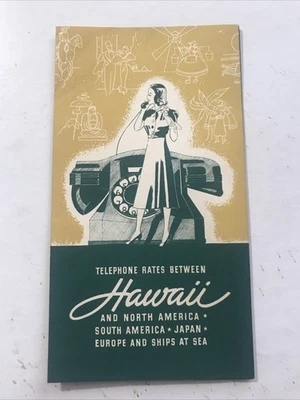 TELEPHONE RATES BETWEEN
Hawaii
AND NORTH AMERICA ★
SOUTH AMERICA ★ JAPAN ★
EUROPE AND SHIPS AT SEA